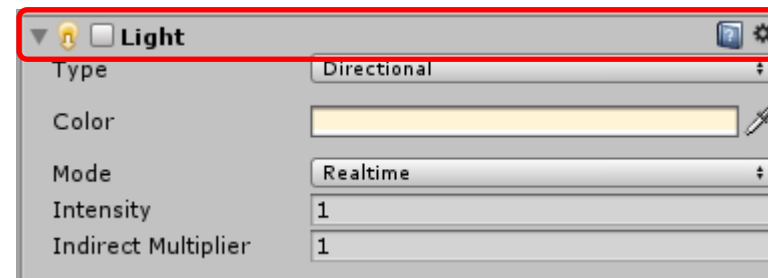 Light
Type Directional
Color
Mode Realtime
Intensity 1
Indirect Multiplier 1